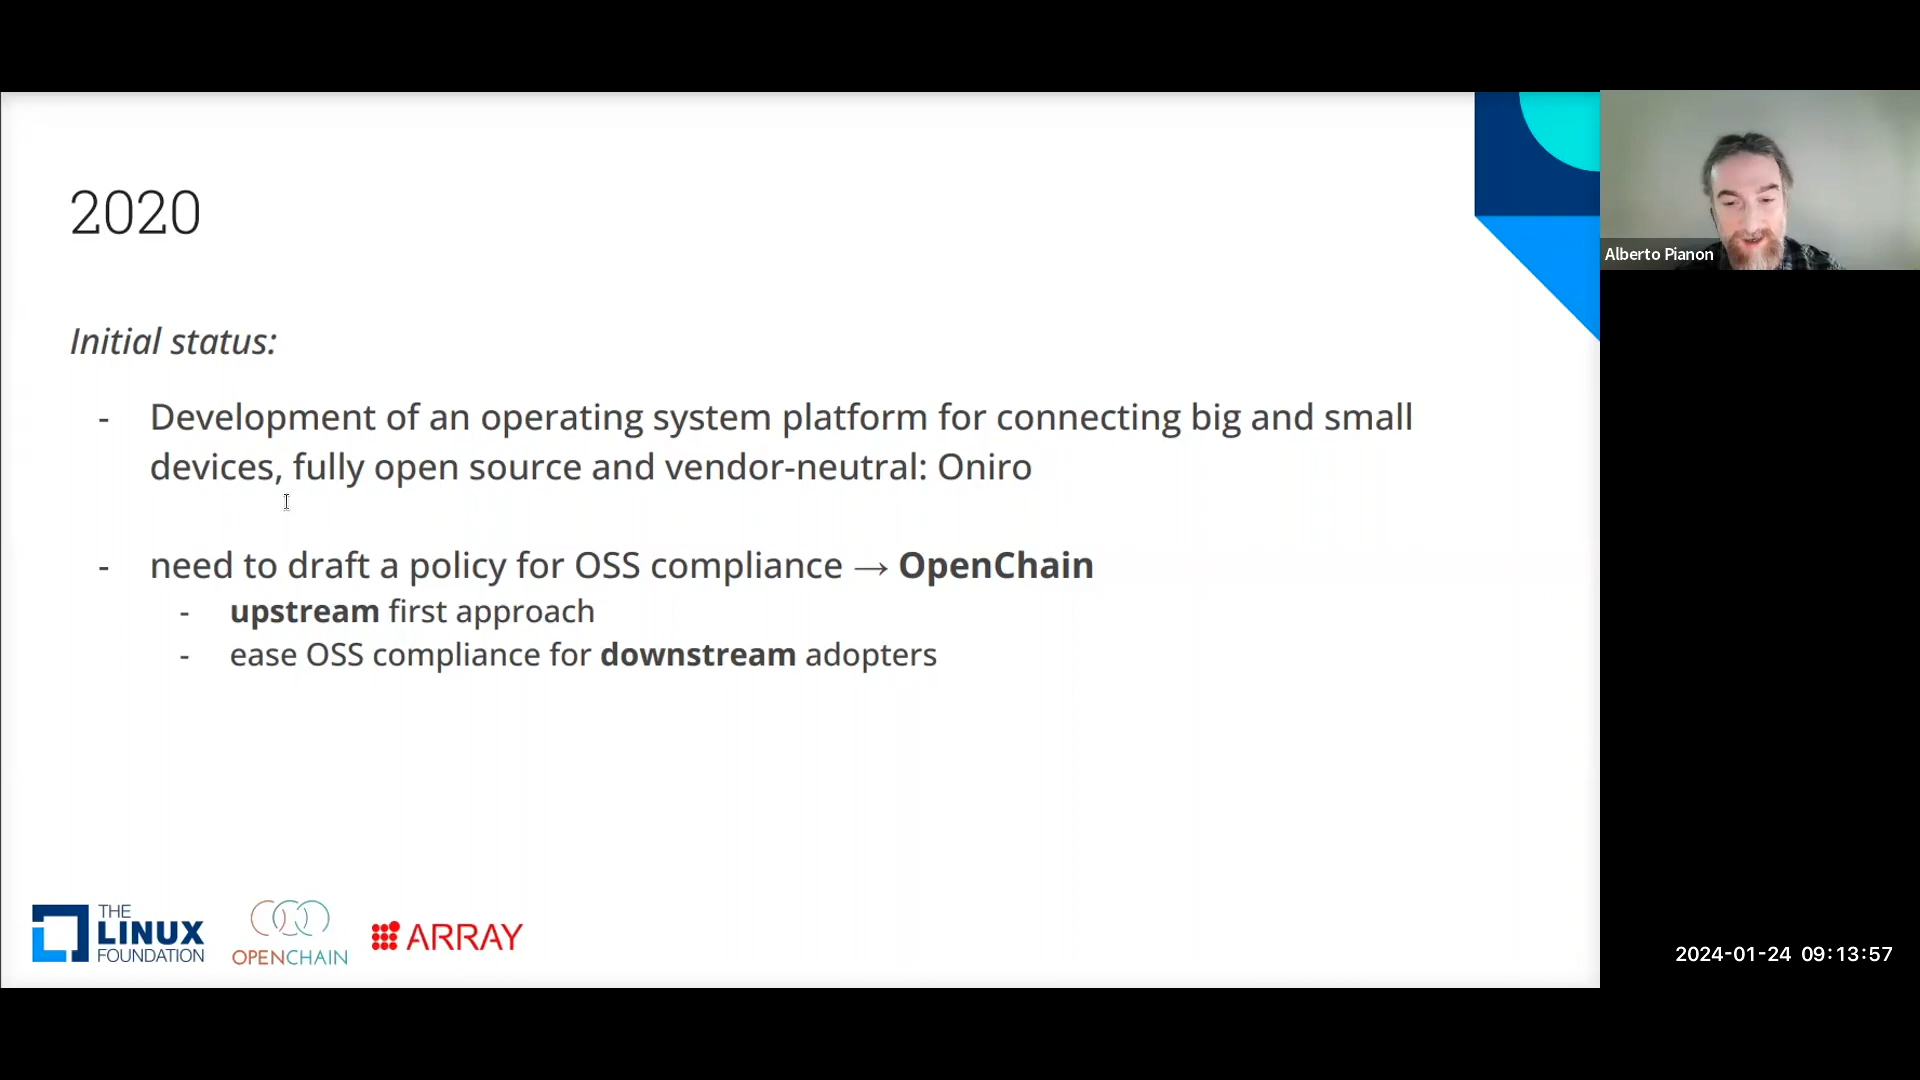 2020
Initial status:
- Development of an operating system platform for connecting big and small
devices, fully open source and vendor-neutral: Oniro
- need to draft a policy for OSS compliance → OpenChain
- upstream first approach
- ease OSS compliance for downstream adopters
THE
LINUX
FOUNDATION
OPENCHAIN
ARRAY
Alberto Pianon
2024-01-24 09:13:57